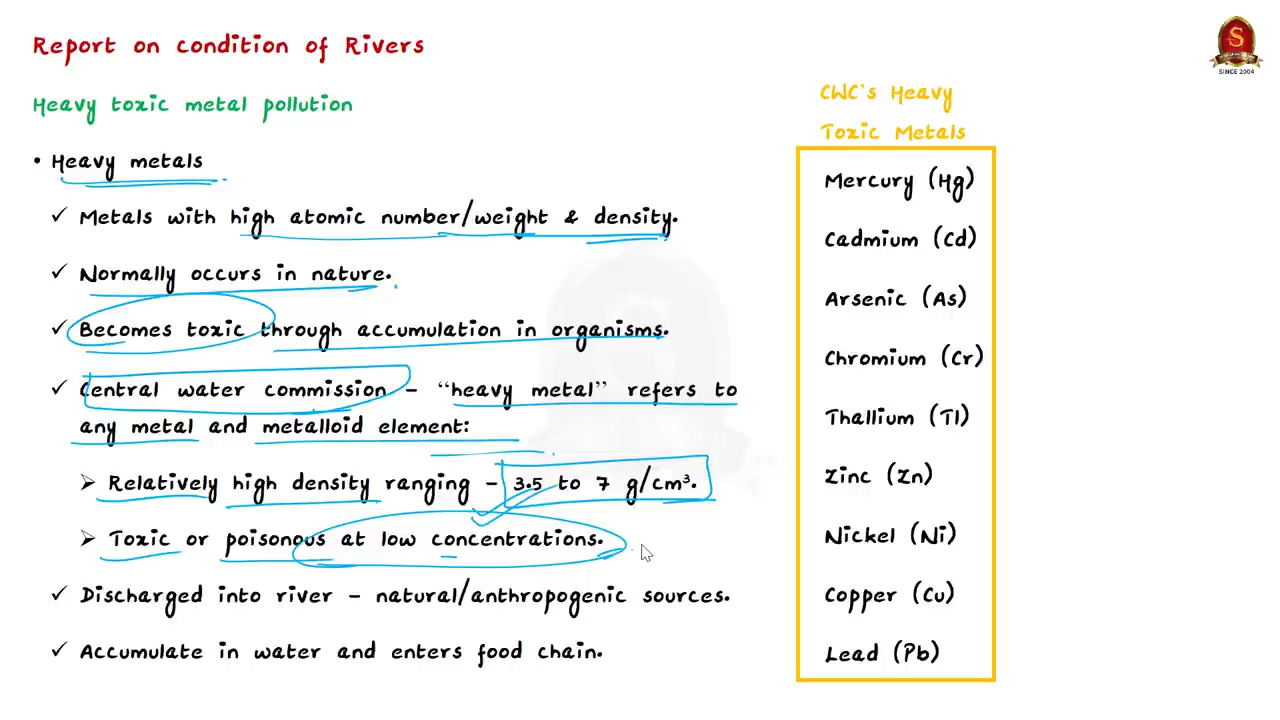 Report on condition of Rivers
Heavy toxic metal pollution
• Heavy metals
✓ Metals with high atomic number/weight & density.
✓ Normally occurs in nature.
✓ Becomes toxic through accumulation in organisms.
✓ Central water commission – “heavy metal” refers to
any metal and metalloid element:
➢ Relatively high density ranging – 3.5 to 7 g/cm³.
➢ Toxic or poisonous at low concentrations.
✓ Discharged into river – natural/anthropogenic sources.
✓ Accumulate in water and enters food chain.
CWC's Heavy
Toxic Metals
Mercury (Hg)
Cadmium (Cd)
Arsenic (As)
Chromium (Cr)
Thallium (Tl)
Zinc (Zn)
Nickel (Ni)
Copper (Cu)
Lead (Pb)
S
SINCE 2004